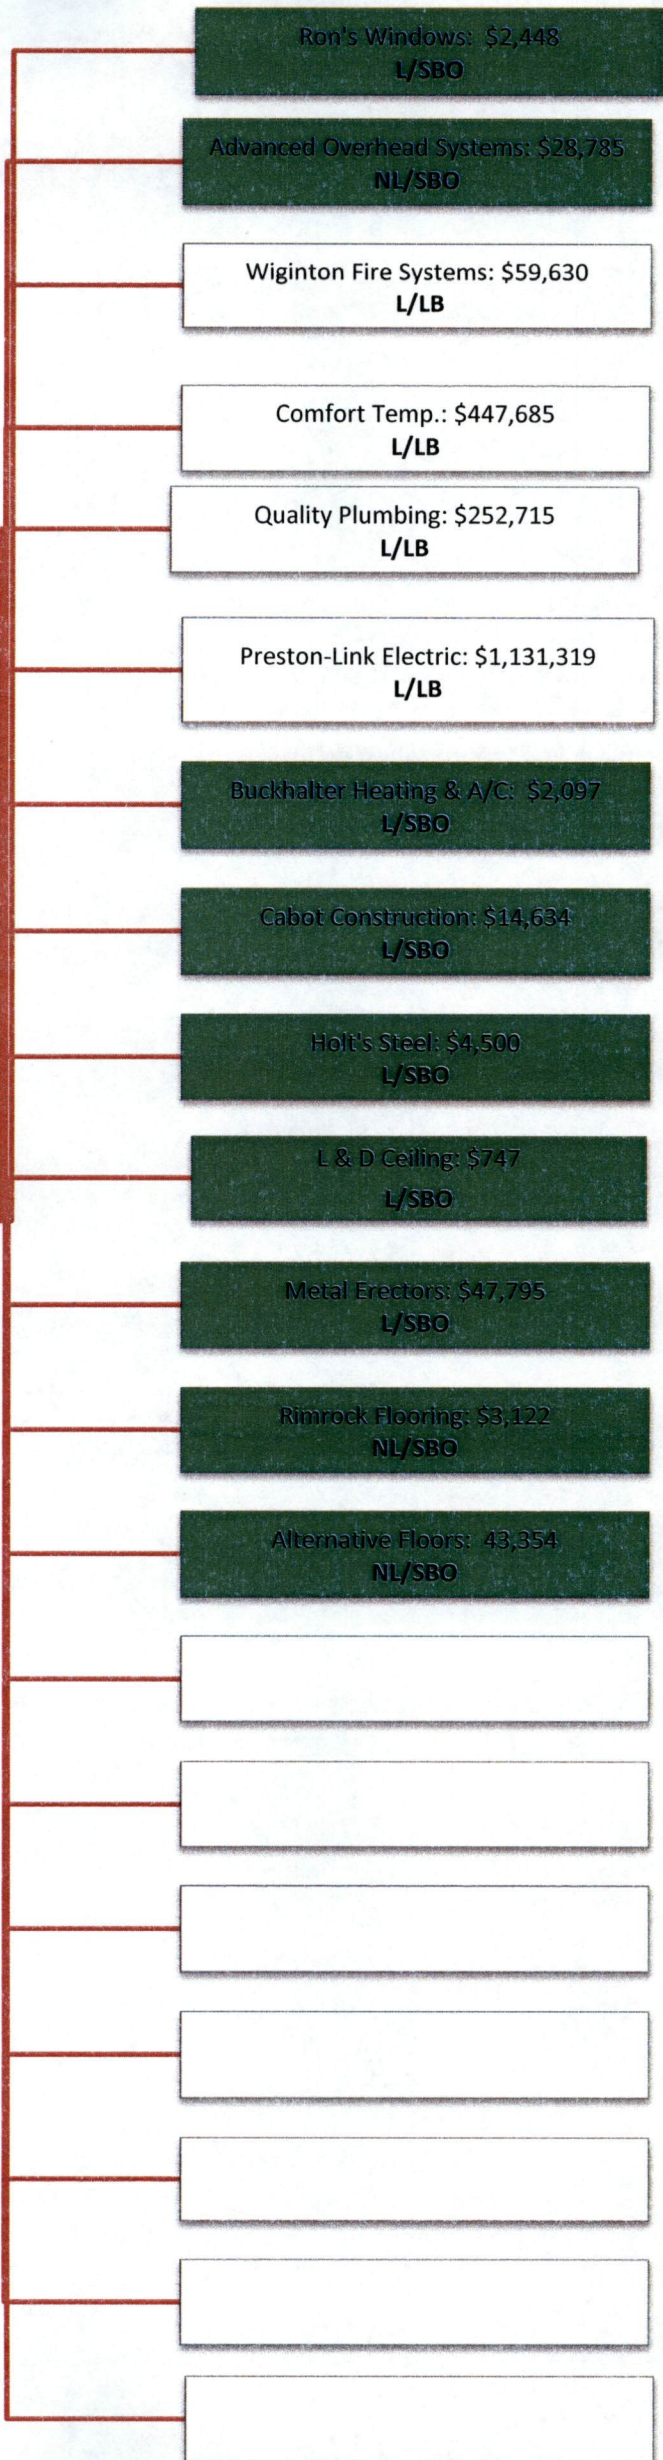 Ron's Windows:  $2,448
L/SBO
Advanced Overhead Systems: $28,785
NL/SBO
Wiginton Fire Systems: $59,630
L/LB
Comfort Temp.: $447,685
L/LB
Quality Plumbing: $252,715
L/LB
Preston-Link Electric: $1,131,319
L/LB
Buckhalter Heating & A/C:  $2,097
L/SBO
Cabot Construction: $14,634
L/SBO
Holt's Steel: $4,500
L/SBO
L & D Ceiling: $747
L/SBO
Metal Erectors: $47,795
L/SBO
Rimrock Flooring: $3,122
NL/SBO
Alternative Floors:  43,354
NL/SBO